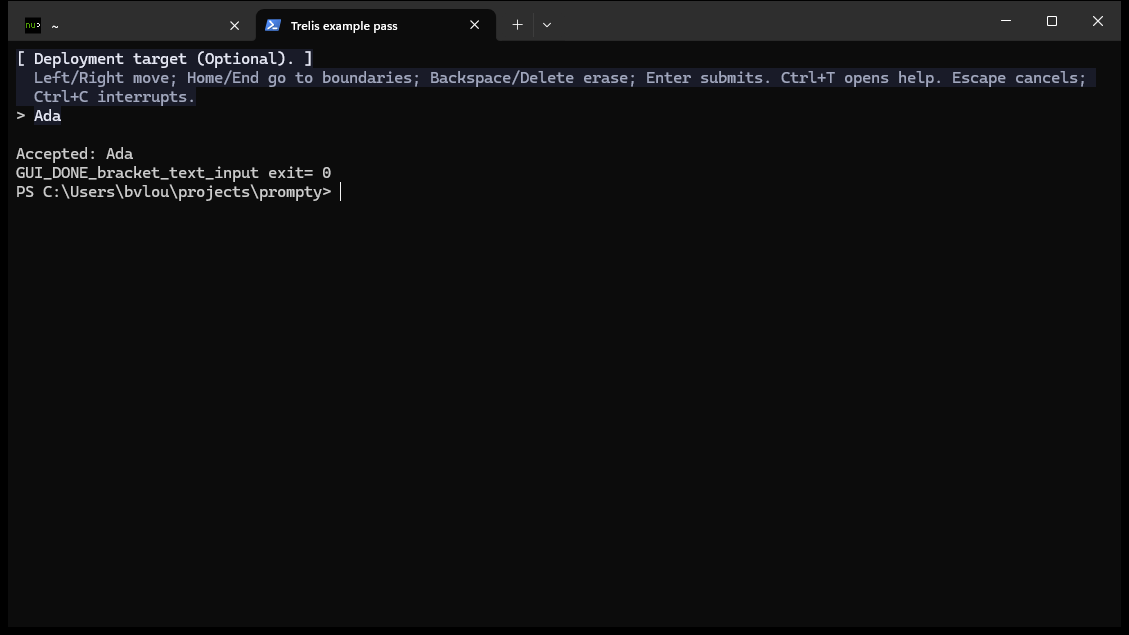 nu> ~
Trelis example pass
[ Deployment target (Optional). ]
Left/Right move; Home/End go to boundaries; Backspace/Delete erase; Enter submits. Ctrl+T opens help. Escape cancels;
Ctrl+C interrupts.
> Ada
Accepted: Ada
GUI_DONE_bracket_text_input exit= 0
PS C:\Users\bvlou\projects\prompty>